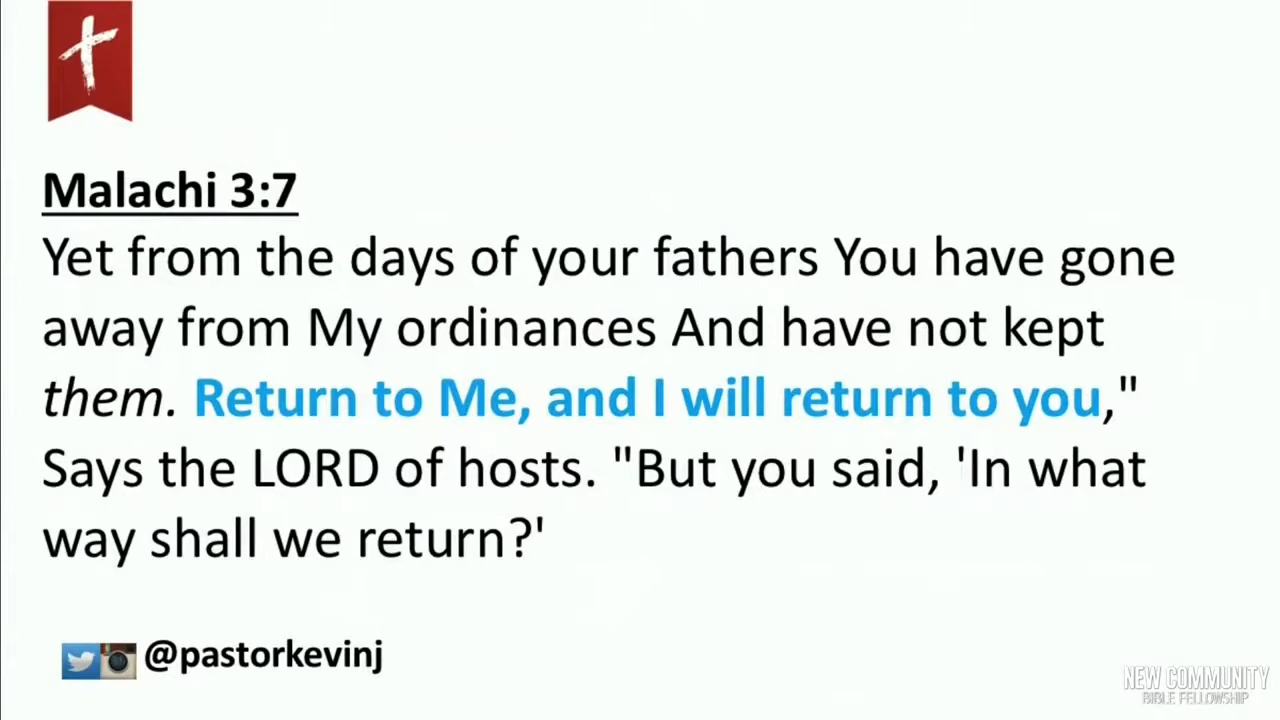 Malachi 3:7
Yet from the days of your fathers You have gone
away from My ordinances And have not kept
them. Return to Me, and I will return to you,"
Says the LORD of hosts. "But you said, 'In what
way shall we return?'
@pastorkevinj
NEW COMMUNITY
BIBLE FELLOWSHIP